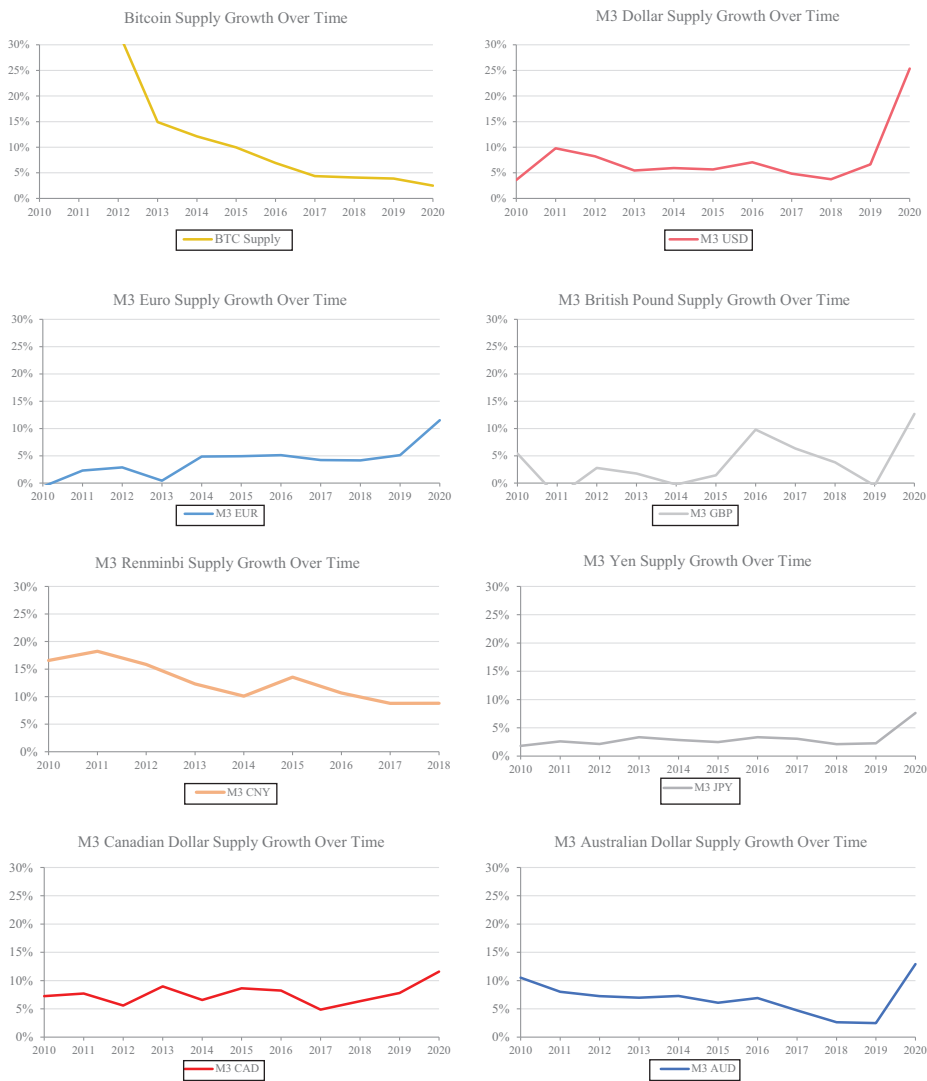 Bitcoin Supply Growth Over Time
30%
25%
20%
15%
10%
5%
0%
2010 2011 2012 2013 2014 2015 2016 2017 2018 2019 2020
BTC Supply
M3 Dollar Supply Growth Over Time
30%
25%
20%
15%
10%
5%
0%
2010 2011 2012 2013 2014 2015 2016 2017 2018 2019 2020
M3 USD
M3 Euro Supply Growth Over Time
30%
25%
20%
15%
10%
5%
0%
2010 2011 2012 2013 2014 2015 2016 2017 2018 2019 2020
M3 EUR
M3 British Pound Supply Growth Over Time
30%
25%
20%
15%
10%
5%
0%
2010 2011 2012 2013 2014 2015 2016 2017 2018 2019 2020
M3 GBP
M3 Renminbi Supply Growth Over Time
30%
25%
20%
15%
10%
5%
0%
2010 2011 2012 2013 2014 2015 2016 2017 2018
M3 CNY
M3 Yen Supply Growth Over Time
30%
25%
20%
15%
10%
5%
0%
2010 2011 2012 2013 2014 2015 2016 2017 2018 2019 2020
M3 JPY
M3 Canadian Dollar Supply Growth Over Time
30%
25%
20%
15%
10%
5%
0%
2010 2011 2012 2013 2014 2015 2016 2017 2018 2019 2020
M3 CAD
M3 Australian Dollar Supply Growth Over Time
30%
25%
20%
15%
10%
5%
0%
2010 2011 2012 2013 2014 2015 2016 2017 2018 2019 2020
M3 AUD